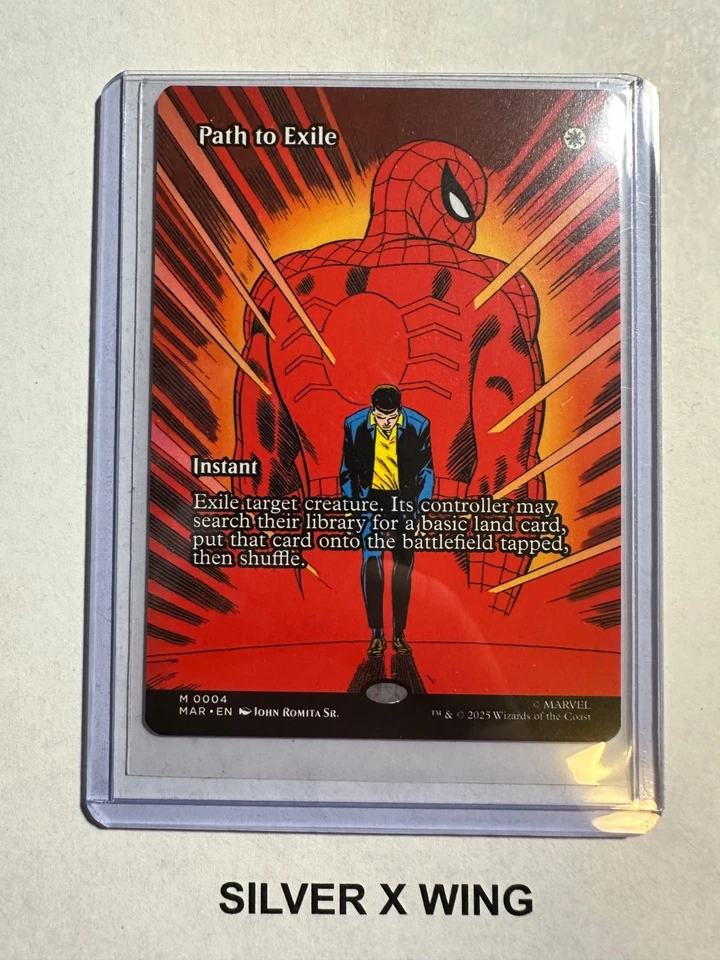 Path to Exile
Instant
Exile target creature. Its controller may
search their library for a basic land card,
put that card onto the battlefield tapped,
then shuffle.
M 0004
MAR • EN John Romita Sr.
© MARVEL
™ & © 2025 Wizards of the Coast
SILVER X WING